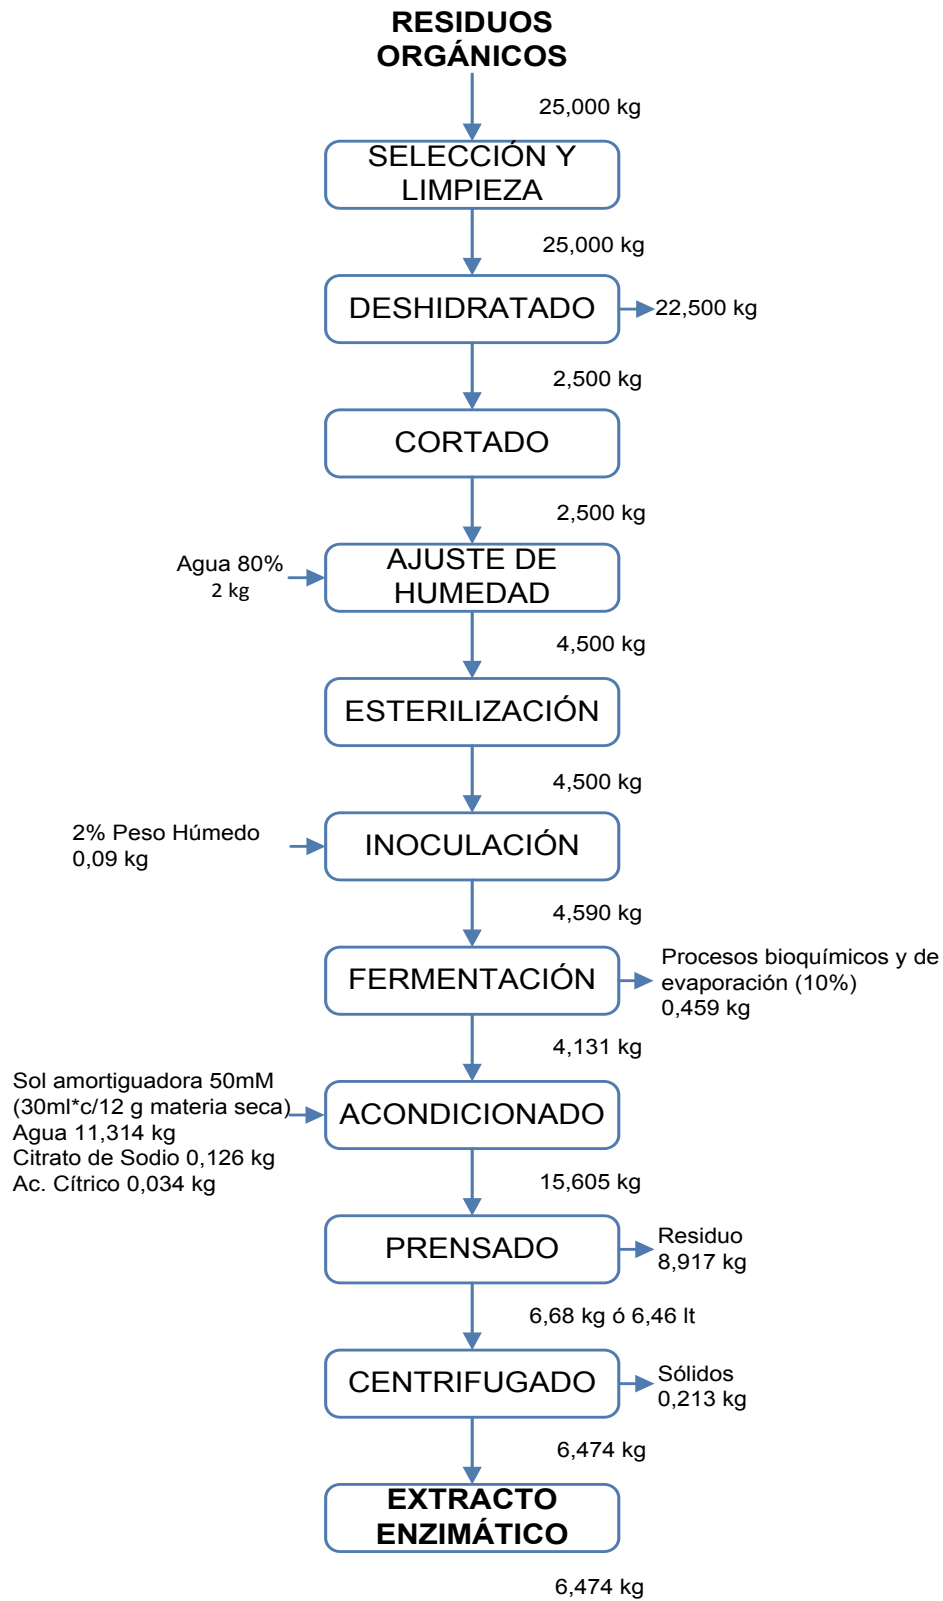 RESIDUOS
ORGÁNICOS
25,000 kg
SELECCIÓN Y
LIMPIEZA
25,000 kg
DESHIDRATADO
22,500 kg
2,500 kg
CORTADO
2,500 kg
Agua 80%
2 kg
AJUSTE DE
HUMEDAD
4,500 kg
ESTERILIZACIÓN
4,500 kg
2% Peso Húmedo
0,09 kg
INOCULACIÓN
4,590 kg
FERMENTACIÓN
Procesos bioquímicos y de
evaporación (10%)
0,459 kg
4,131 kg
Sol amortiguadora 50mM
(30ml*c/12 g materia seca)
Agua 11,314 kg
Citrato de Sodio 0,126 kg
Ac. Cítrico 0,034 kg
ACONDICIONADO
15,605 kg
PRENSADO
Residuo
8,917 kg
6,68 kg ó 6,46 lt
CENTRIFUGADO
Sólidos
0,213 kg
6,474 kg
EXTRACTO
ENZIMÁTICO
6,474 kg